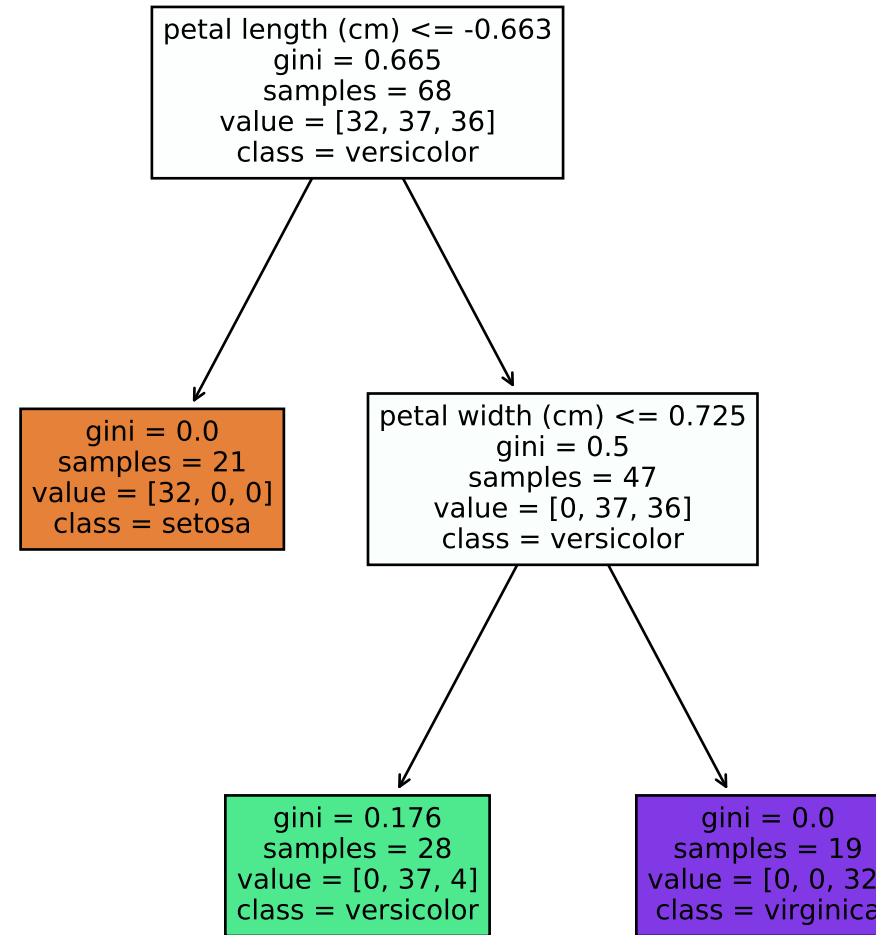 petal length (cm) <= -0.663
gini = 0.665
samples = 68
value = [32, 37, 36]
class = versicolor
gini = 0.0
samples = 21
value = [32, 0, 0]
class = setosa
petal width (cm) <= 0.725
gini = 0.5
samples = 47
value = [0, 37, 36]
class = versicolor
gini = 0.176
samples = 28
value = [0, 37, 4]
class = versicolor
gini = 0.0
samples = 19
value = [0, 0, 32
class = virginica